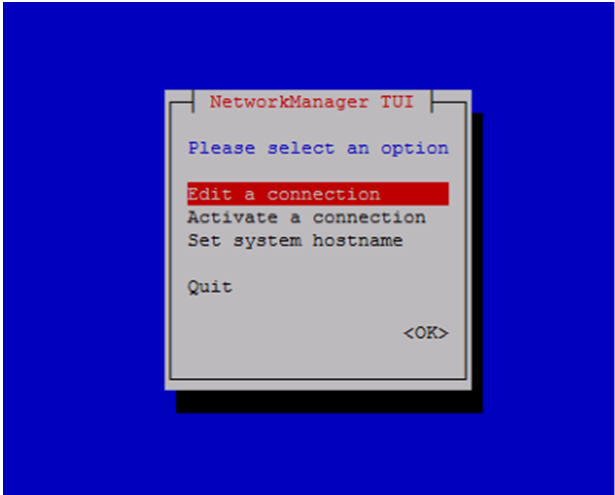 NetworkManager TUI
Please select an option
Edit a connection
Activate a connection
Set system hostname
Quit
<OK>